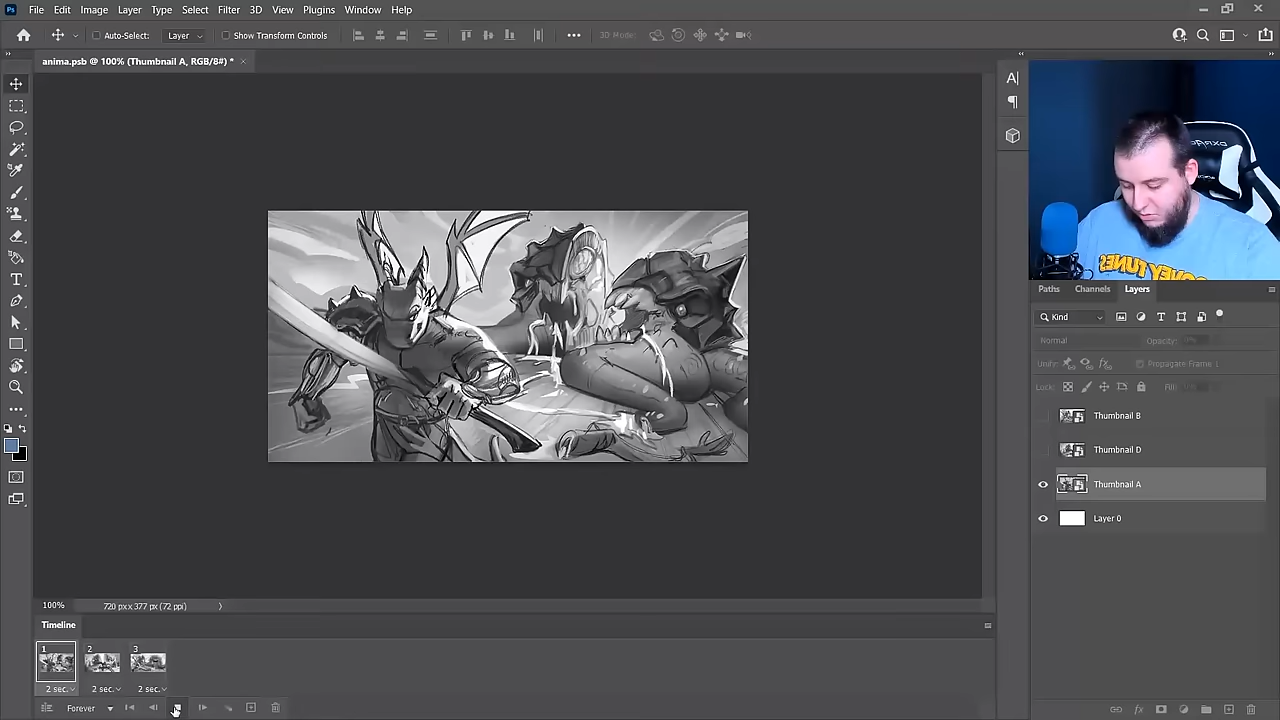 Ps File Edit Image Layer Type Select Filter 3D View Plugins Window Help
Auto-Select: Layer Show Transform Controls 3D Mode:
anima.psb @ 100% (Thumbnail A, RGB/8#) *
Paths Channels Layers
Kind
Normal Opacity:
Unify: Propagate Frame 1
Lock: Fill:
Thumbnail B
Thumbnail D
Thumbnail A
Layer 0
100% 720 px x 377 px (72 ppi)
Timeline
1 2 3
2 sec. 2 sec. 2 sec.
Forever